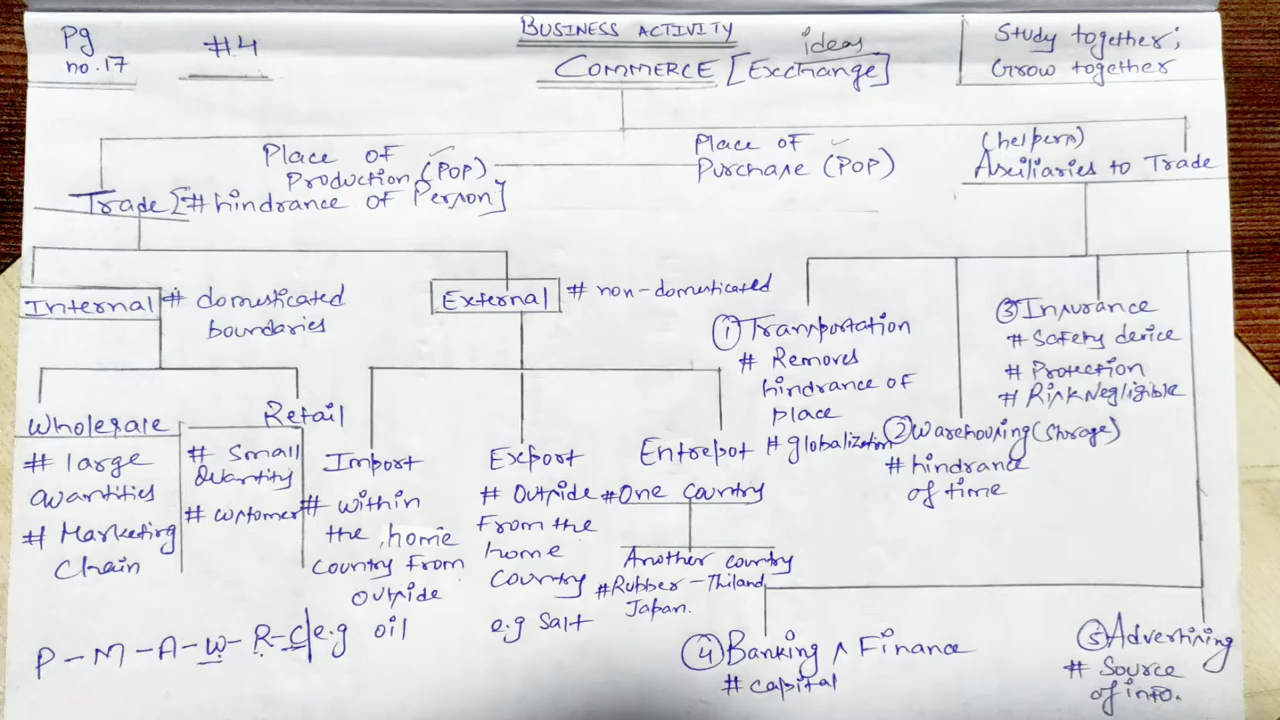 Pg
no.17
#4
BUSINESS ACTIVITY
ideas
COMMERCE [Exchange]
Study together;
Grow together
Place of
Production (POP)
Place of
Purchase (POP)
(helpers)
Auxiliaries to Trade
Trade [# hindrance of Person]
Internal # domesticated
boundaries
External # non-domesticated
Wholesale
# large
quantities
# Marketing
Chain
Retail
# Small
Quantity
# customer
Import
# within
the home
country from
outside
e.g oil
Export
# Outside
From the
home
country
e.g Salt
Entrepot
#One country
Another country
#Rubber - Thiland
Japan.
① Transportation
# Removes
hindrance of
place
# globalization
② Warehousing (Storage)
# hindrance
of time
③ Insurance
# Safety device
# Protection
# Risk Negligible
④ Banking ^ Finance
# capital
⑤ Advertising
# Source
of info.
P - M - A - W - R - C